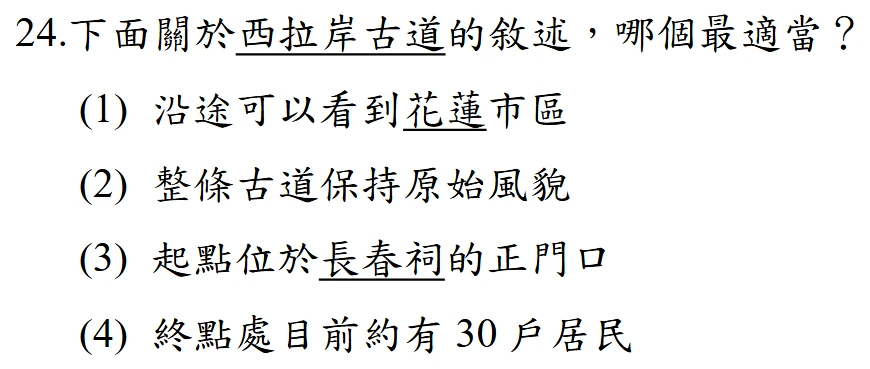 24.下面關於西拉岸古道的敘述，哪個最適當？
(1) 沿途可以看到花蓮市區
(2) 整條古道保持原始風貌
(3) 起點位於長春祠的正門口
(4) 終點處目前約有 30 戶居民